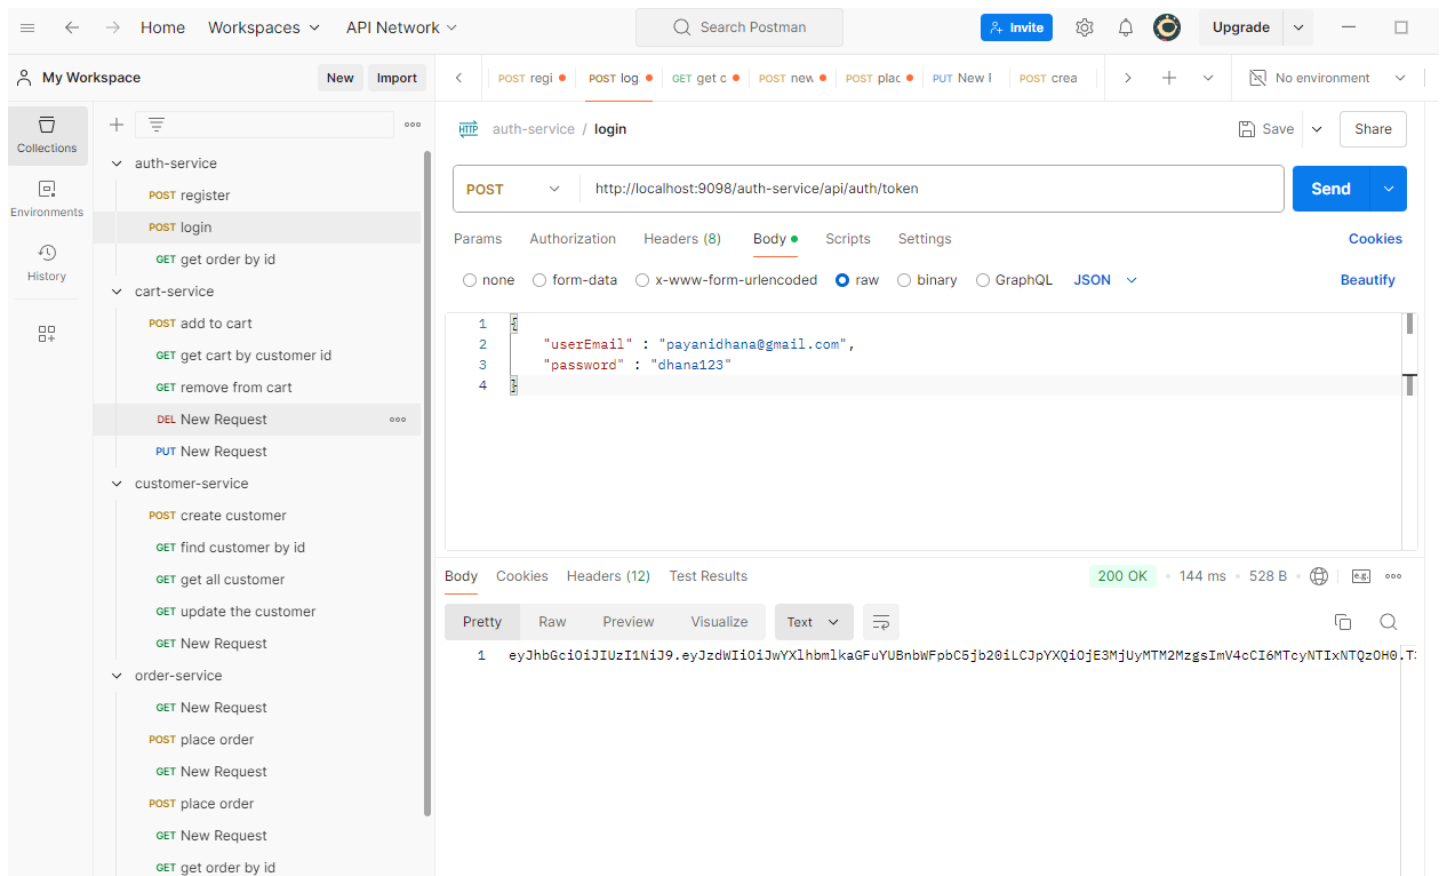 Home Workspaces API Network Search Postman Invite Upgrade
My Workspace New Import POST regi POST log GET get c POST new POST plac PUT New POST crea No environment
Collections
Environments
History
auth-service
POST register
POST login
GET get order by id
cart-service
POST add to cart
GET get cart by customer id
GET remove from cart
DEL New Request
PUT New Request
customer-service
POST create customer
GET find customer by id
GET get all customer
GET update the customer
GET New Request
order-service
GET New Request
POST place order
GET New Request
POST place order
GET New Request
GET get order by id
HTTP auth-service / login Save Share
POST http://localhost:9098/auth-service/api/auth/token Send
Params Authorization Headers (8) Body Scripts Settings Cookies
none form-data x-www-form-urlencoded raw binary GraphQL JSON Beautify
1 {
2 "userEmail" : "payanidhana@gmail.com",
3 "password" : "dhana123"
4 }
Body Cookies Headers (12) Test Results 200 OK 144 ms 528 B e.g.
Pretty Raw Preview Visualize Text
1 eyJhbGciOiJIUzI1NiJ9.eyJzdWIiOiJwYXlhbmlkaGFuYUBnbWFpbC5jb20iLCJpYXQiOjE3MjUyMTM2MzgsImV4cCI6MTcyNTIxNTQzOH0.T